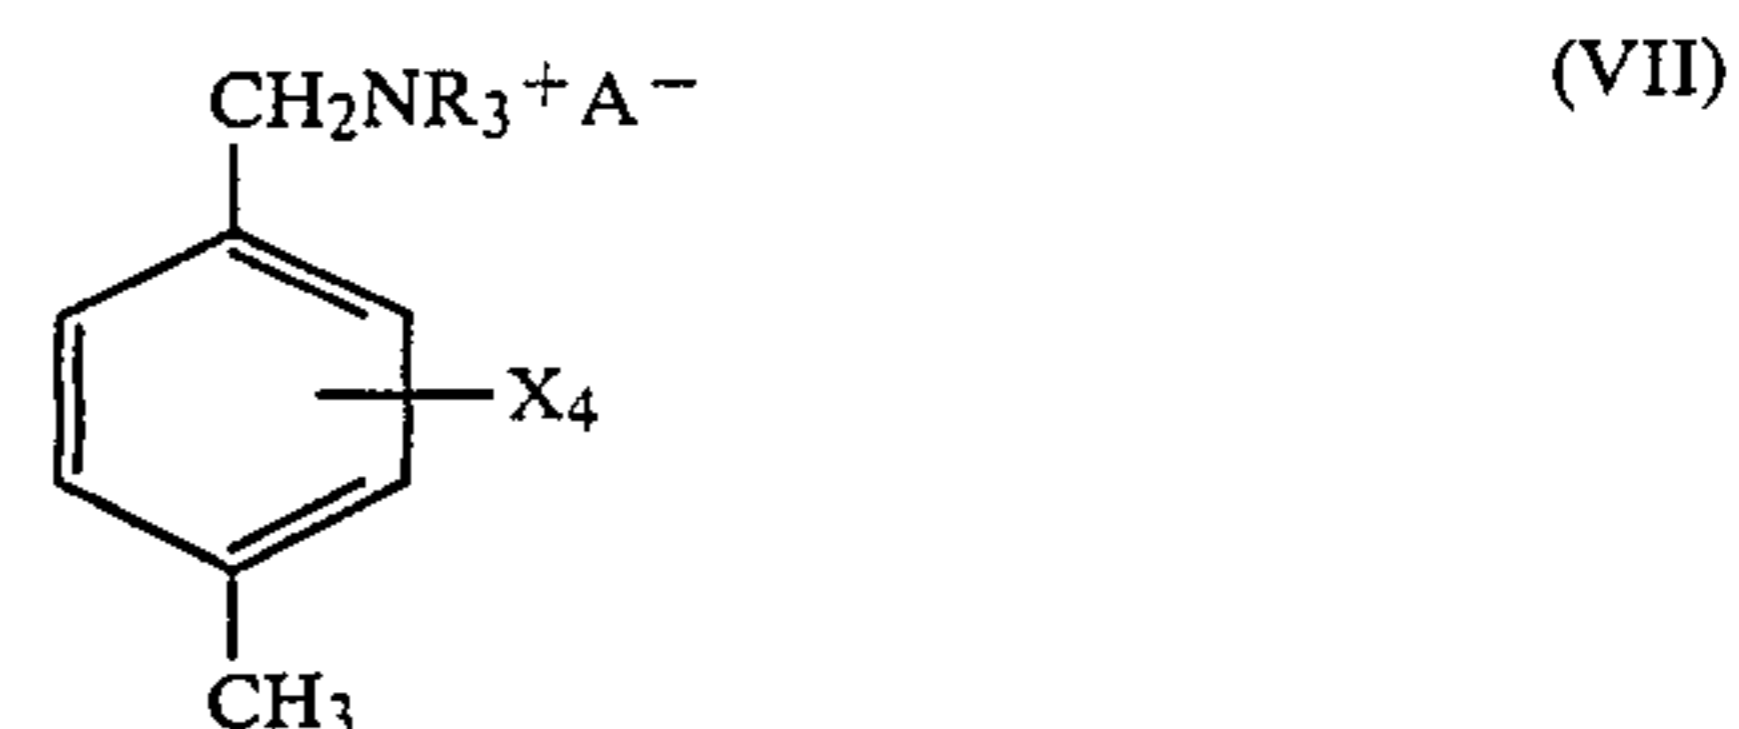 CH₂NR₃⁺A⁻ (VII)
X₄
CH₃